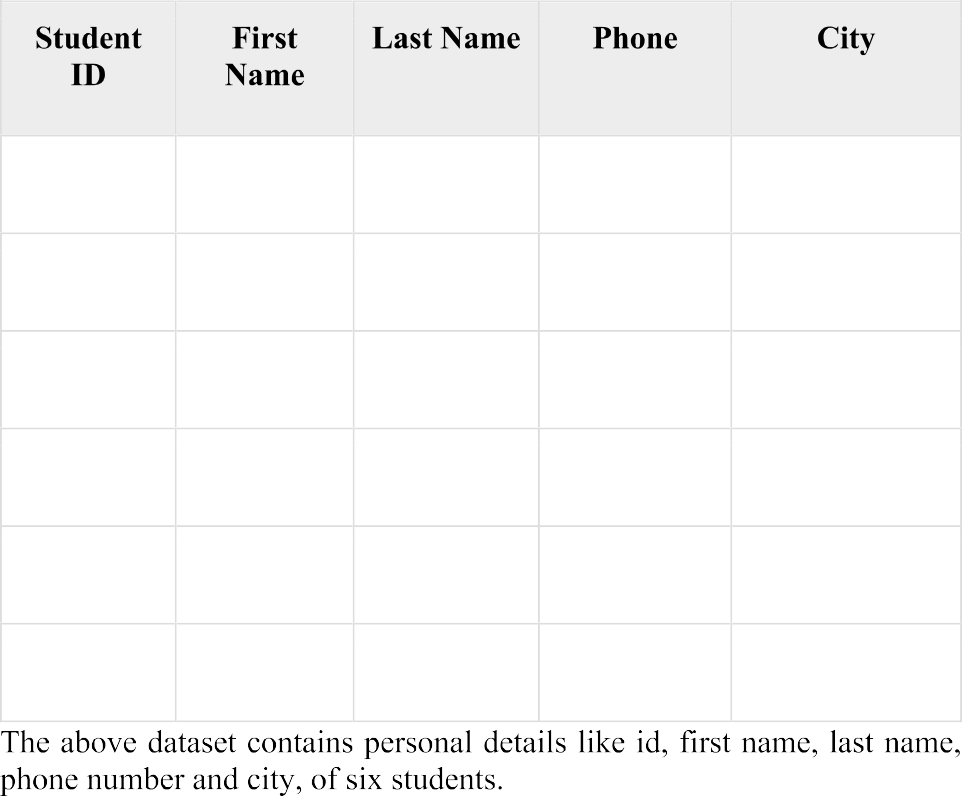 Student First Last Name Phone City
ID Name
The above dataset contains personal details like id, first name, last name,
phone number and city, of six students.